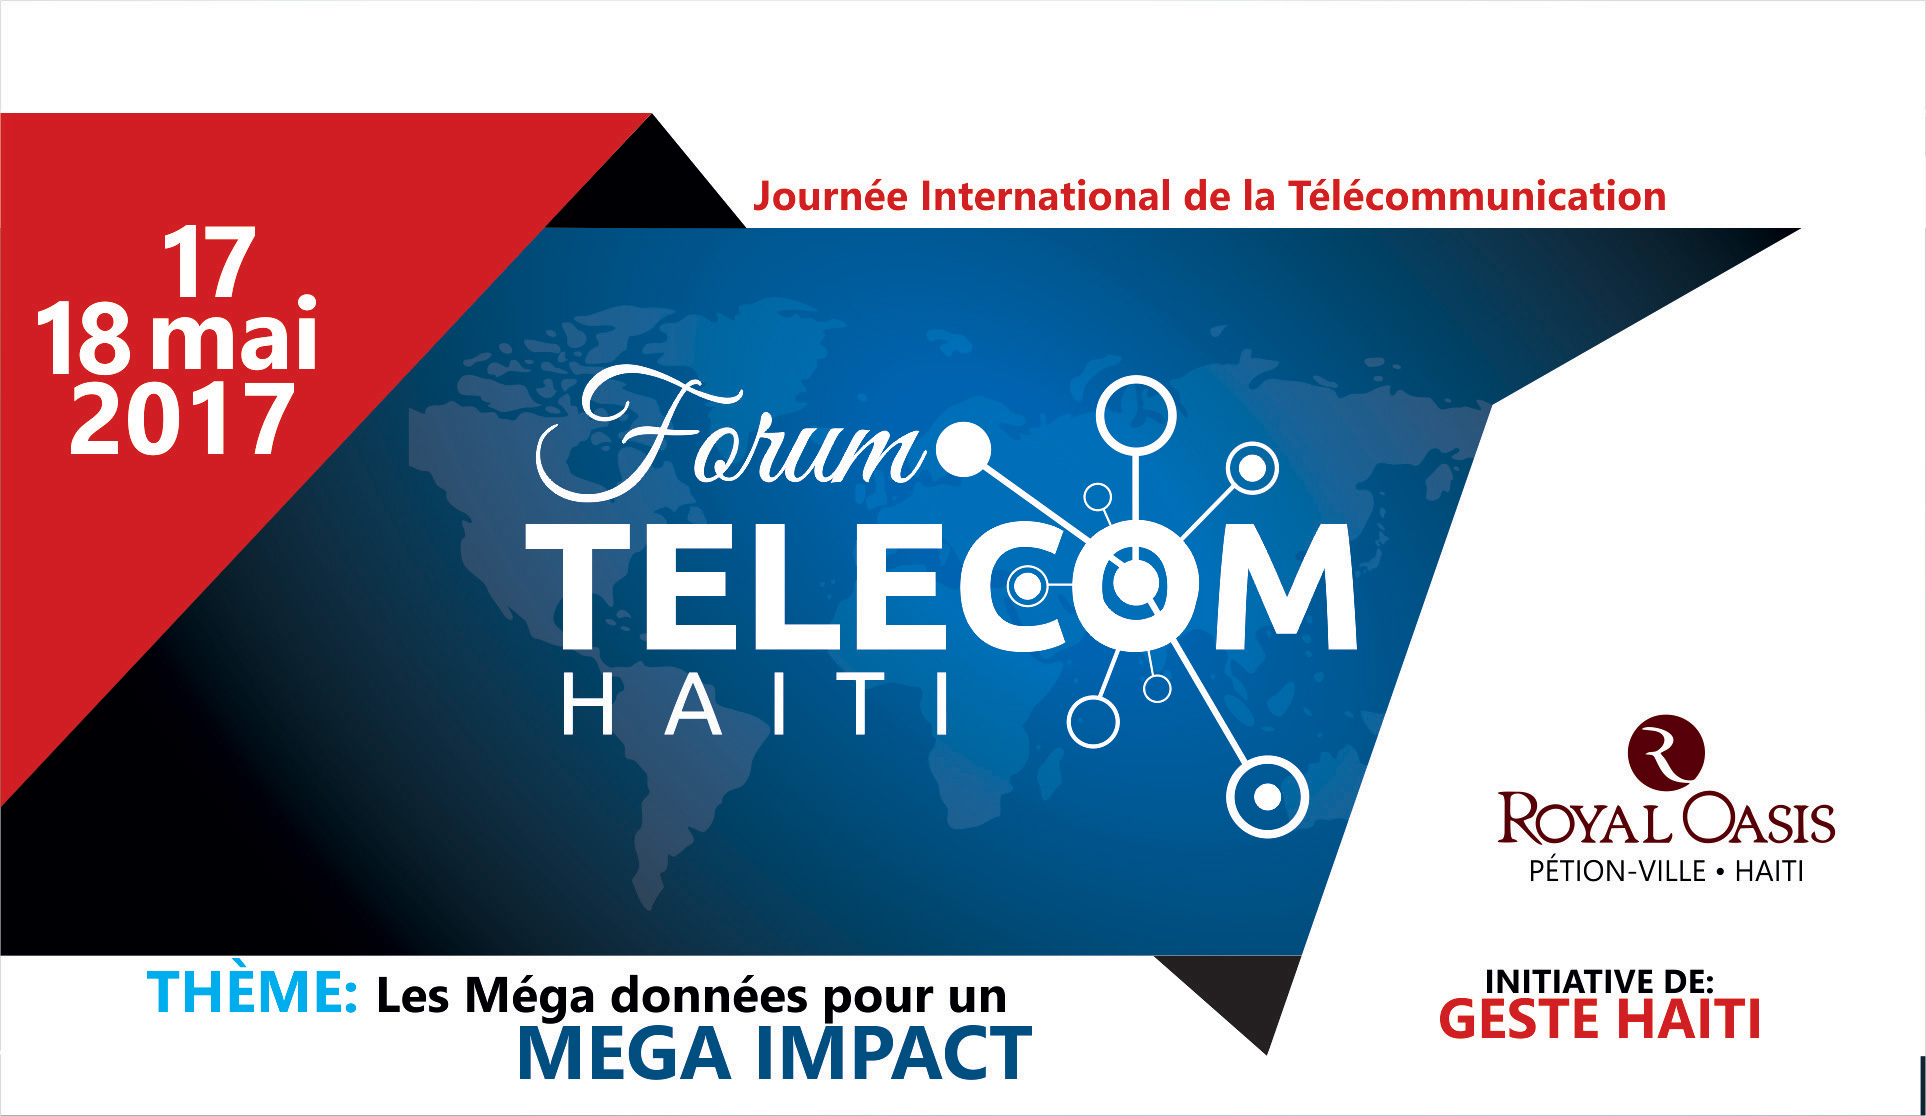 Journée International de la Télécommunication
17
18 mai
2017
Forum
TELECOM
HAITI
ROYAL OASIS
PÉTION-VILLE • HAITI
THÈME: Les Méga données pour un
MEGA IMPACT
INITIATIVE DE:
GESTE HAITI